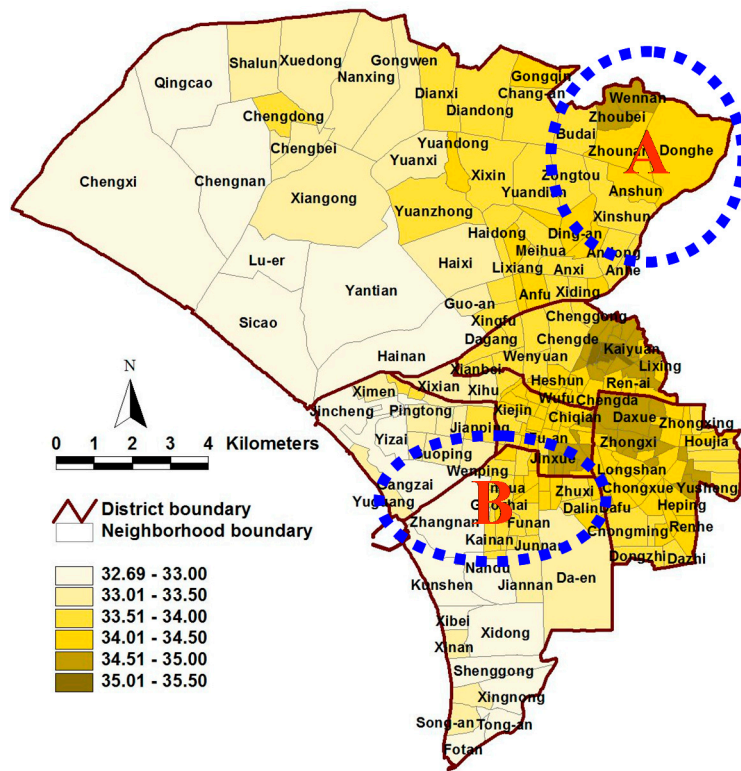 Gongwen
Xuedong
Shalun
Nanxing
Gongqin
Qingcao
Dianxi
Chang-an
Diandong
Wennan
Zhoubei
Budai
Chengdong
Yuandong
Zhounan
A
Donghe
Chengbei
Yuanxi
Chengxi
Chengnan
Xixin
Zongtou
Yuandian
Anshun
Xiangong
Yuanzhong
Xinshun
Haidong
Ding-an
Meihua
Lu-er
Haixi
Lixiang
Anxi
Anhe
Yantian
Anfu
Xiding
Guo-an
Sicao
Xingfu
Chenggong
Dagang
Chengde
Kaiyuan
Hainan
Wenyuan
Lixing
Xianbei
N
Heshun
Ren-ai
Ximen
Xixian
Xihu
Wufu
Chengda
Jincheng
Pingtong
Xiejin
Chiqian
Daxue
Zhongxing
Jianping
0 1 2 3 4 Kilometers
Yizai
Zhongxi
Houjia
Guoping
Jinxue
Wenping
Longshan
District boundary
Zhuxi
Chongxue
Yusheng
Neighborhood boundary
B
Dalin
Heping
Zhangnan
Funan
Renhe
Kainan
Chongming
Junnan
Dongzhi
Dazhi
32.69 - 33.00
Nandu
Da-en
33.01 - 33.50
Kunshen
Jiannan
33.51 - 34.00
34.01 - 34.50
Xibei
Xidong
34.51 - 35.00
Xinan
35.01 - 35.50
Shenggong
Xingnong
Song-an
Tong-an
Fotan